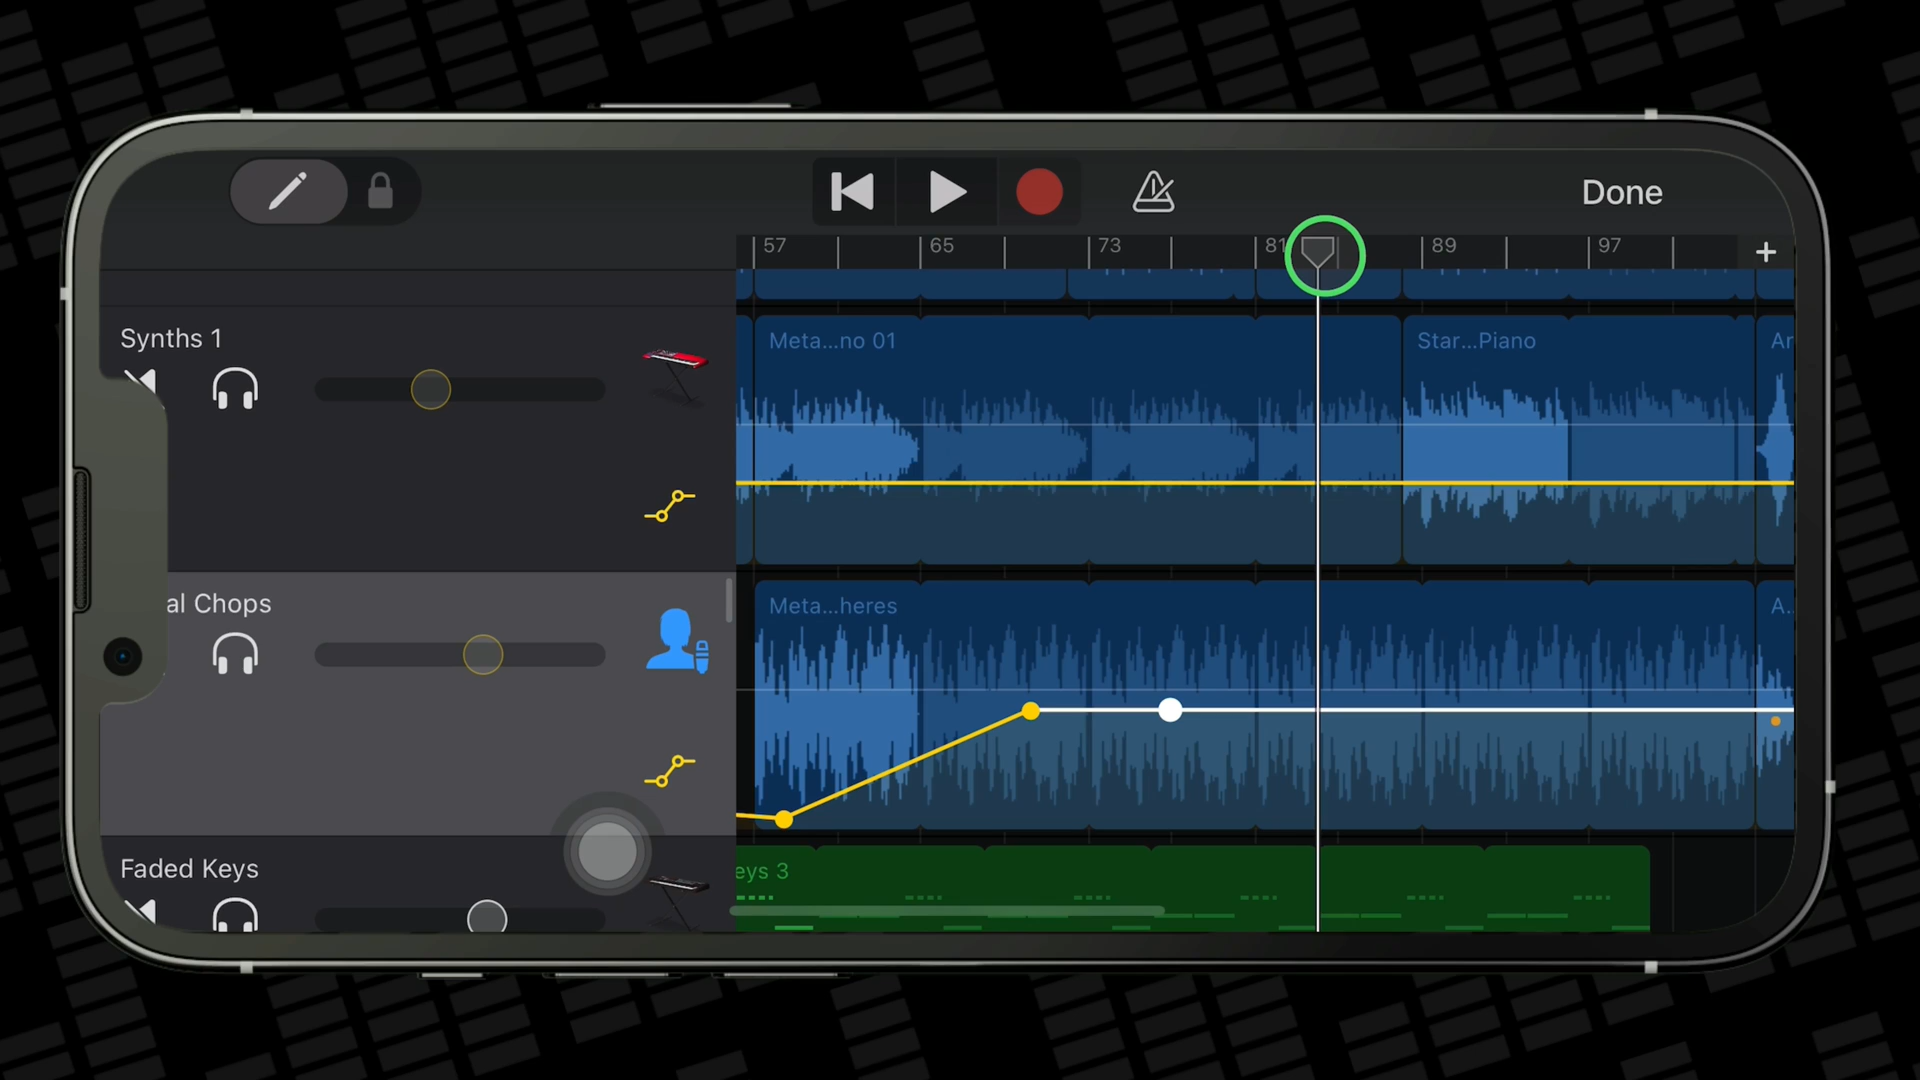 Done
57 65 73 81 89 97 +
Synths 1
Meta...no 01
Star...Piano
Ar
al Chops
Meta...heres
A..
Faded Keys
eys 3